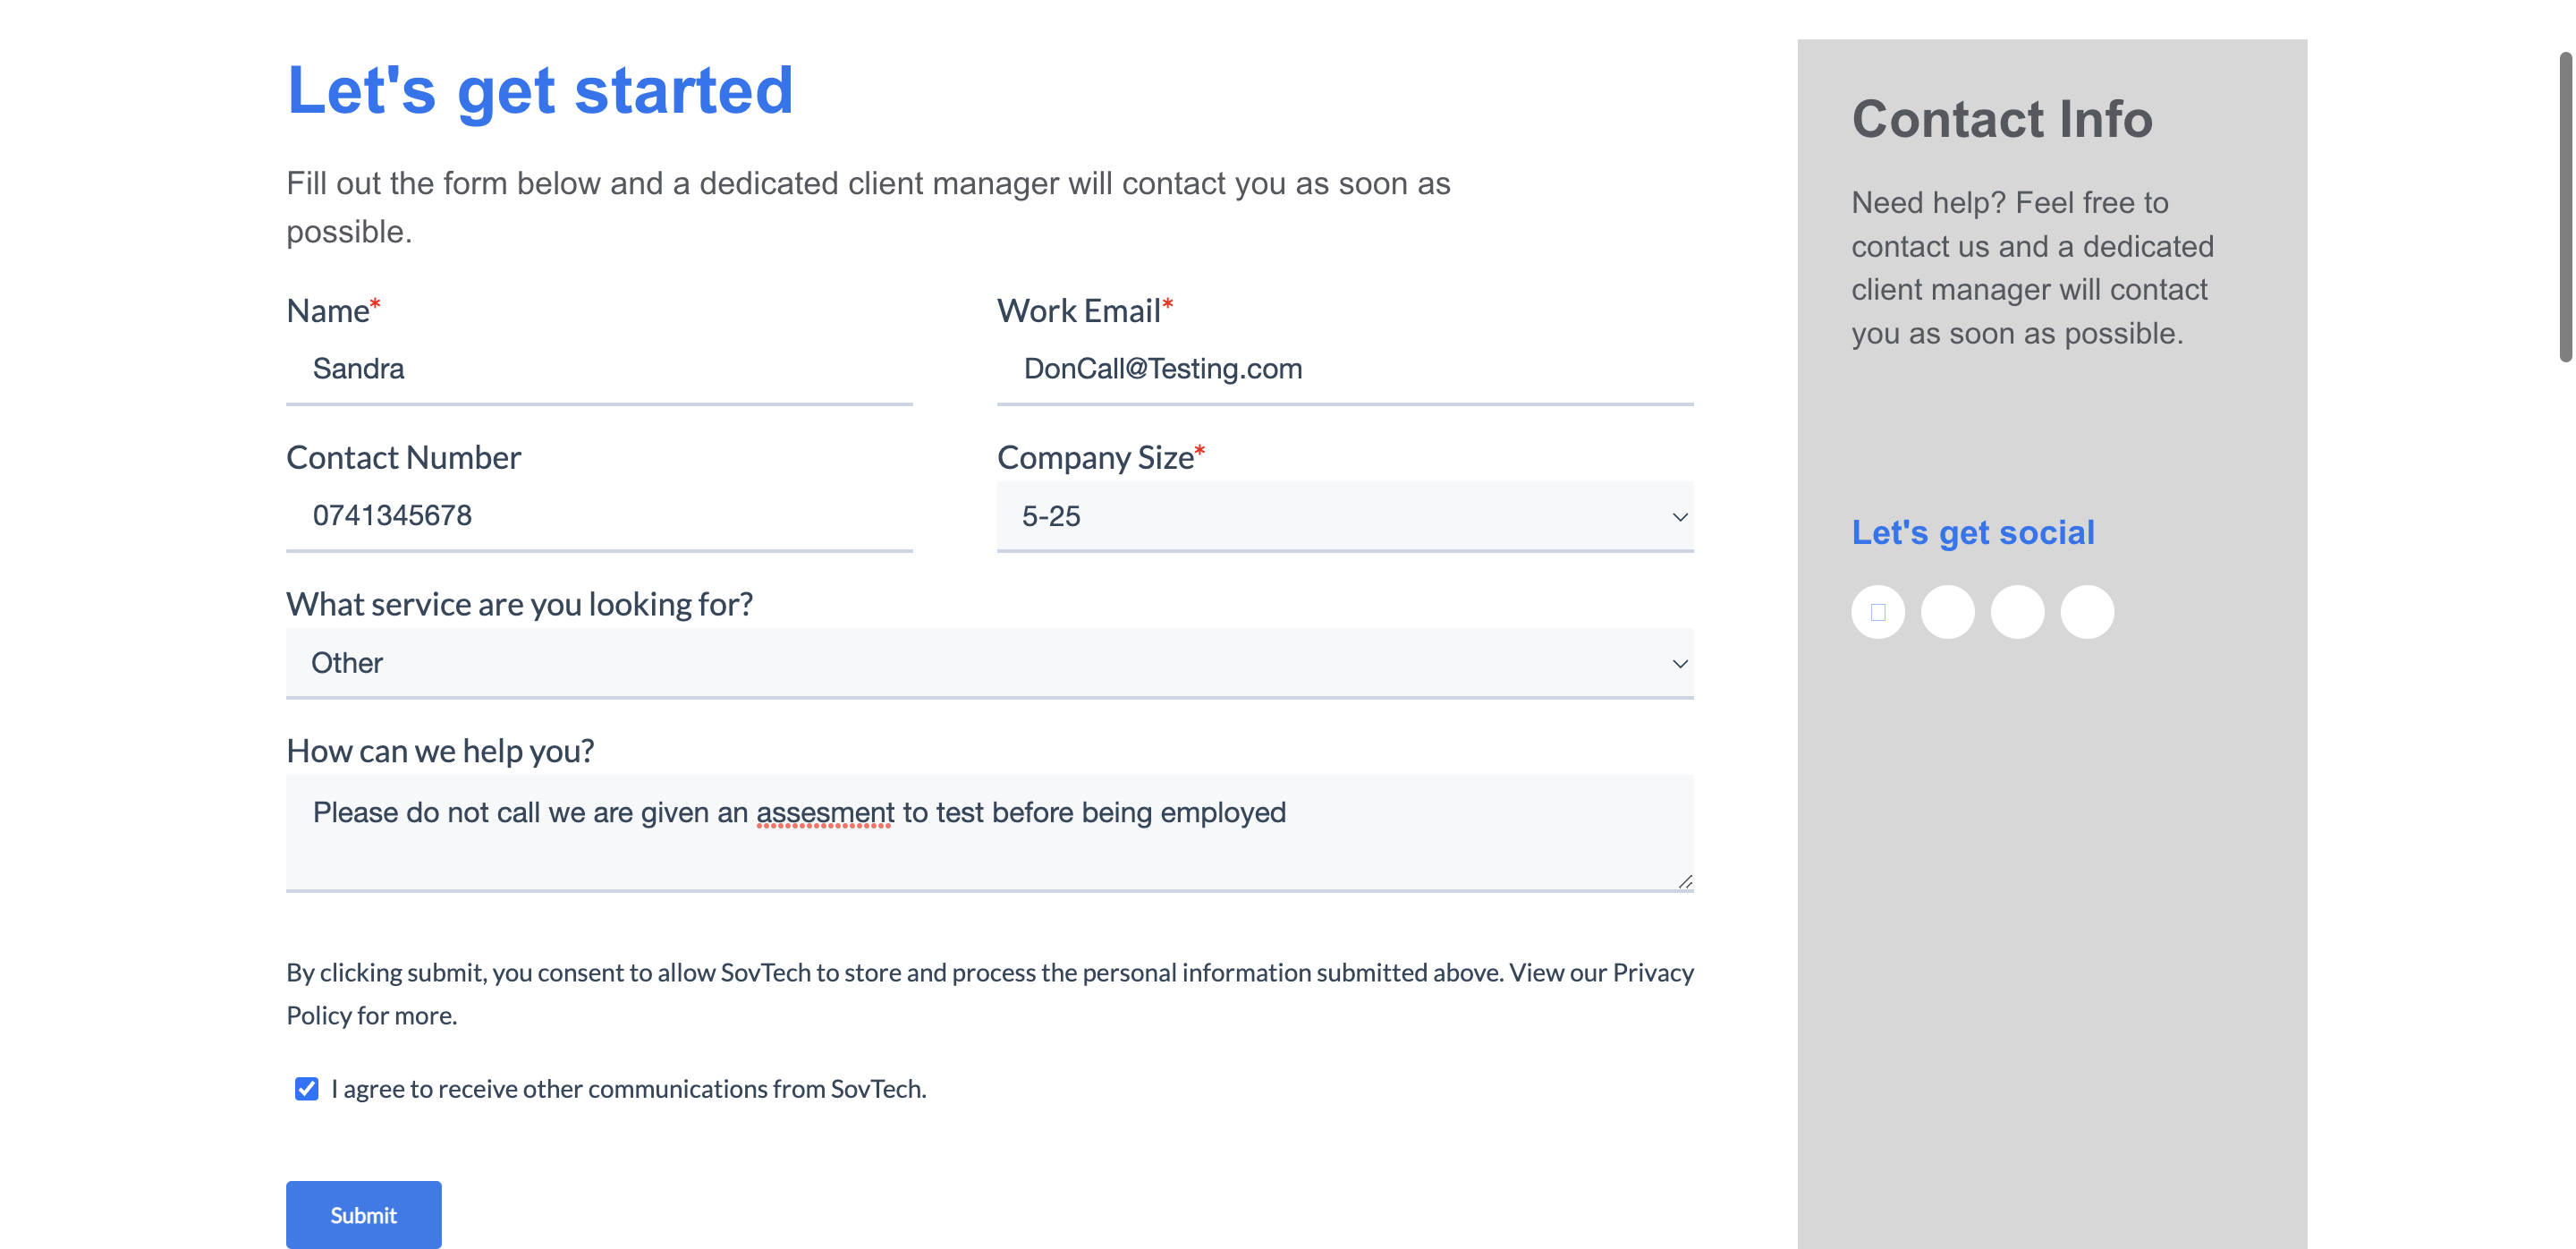 Let's get started
Fill out the form below and a dedicated client manager will contact you as soon as
possible.
Name*
Sandra
Work Email*
DonCall@Testing.com
Contact Number
0741345678
Company Size*
5-25
What service are you looking for?
Other
How can we help you?
Please do not call we are given an assesment to test before being employed
By clicking submit, you consent to allow SovTech to store and process the personal information submitted above. View our Privacy
Policy for more.
I agree to receive other communications from SovTech.
Submit
Contact Info
Need help? Feel free to
contact us and a dedicated
client manager will contact
you as soon as possible.
Let's get social